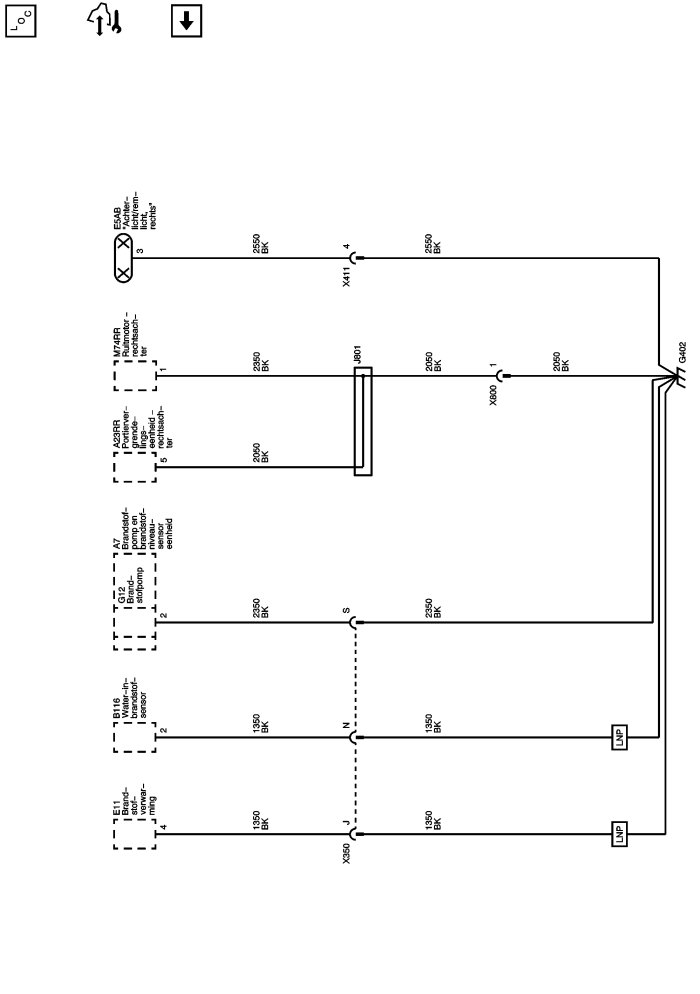 LOC
E5AB
"Achter–
licht/rem–
licht,
rechts"
3
2550
BK
4
X411
2550
BK
M74RR
Ruitmotor –
rechtsach–
ter
1
2350
BK
J801
2050
BK
1
X800
2050
BK
G402
A23RR
Portierver–
grende–
lings–
eenheid –
rechtsach–
ter
5
2050
BK
A7
Brandstof–
pomp en
brandstof–
niveau–
sensor
eenheid
G12
Brand–
stofpomp
2
2350
BK
S
2350
BK
B116
Water–in–
brandstof–
sensor
2
1350
BK
N
1350
BK
LNP
E11
Brand–
stof–
verwar–
ming
4
1350
BK
J
X350
1350
BK
LNP